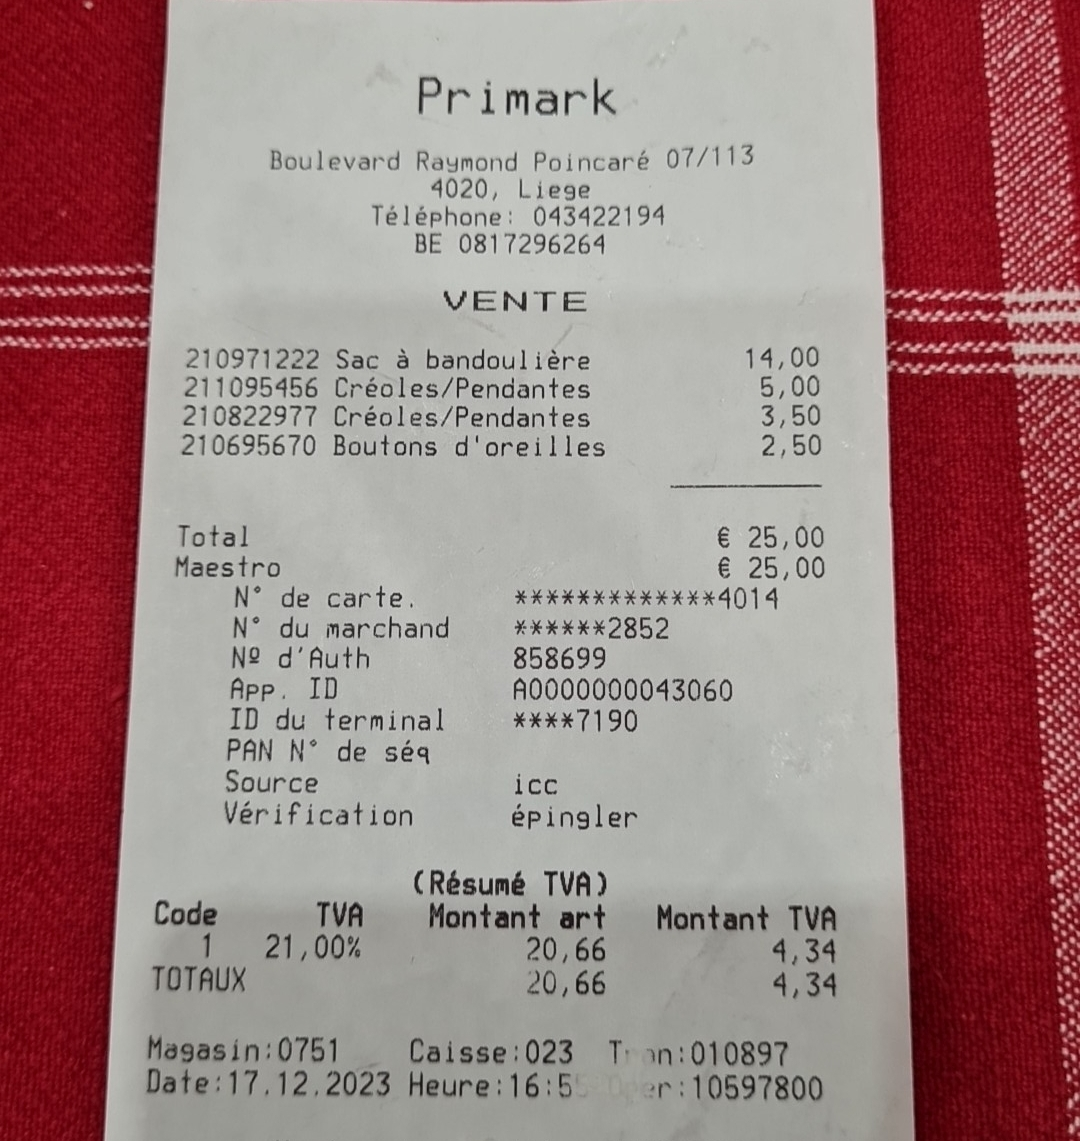 Primark
Boulevard Raymond Poincaré 07/113
4020, Liege
Téléphone: 043422194
BE 0817296264
VENTE
210971222 Sac à bandoulière 14,00
211095456 Créoles/Pendantes 5,00
210822977 Créoles/Pendantes 3,50
210695670 Boutons d'oreilles 2,50
Total € 25,00
Maestro € 25,00
N° de carte. *************4014
N° du marchand ******2852
Nº d'Auth 858699
App. ID A0000000043060
ID du terminal ****7190
PAN N° de séq
Source icc
Vérification épingler
(Résumé TVA)
Code TVA Montant art Montant TVA
1 21,00% 20,66 4,34
TOTAUX 20,66 4,34
Magasin:0751 Caisse:023 Tran:010897
Date:17.12.2023 Heure: :10597800